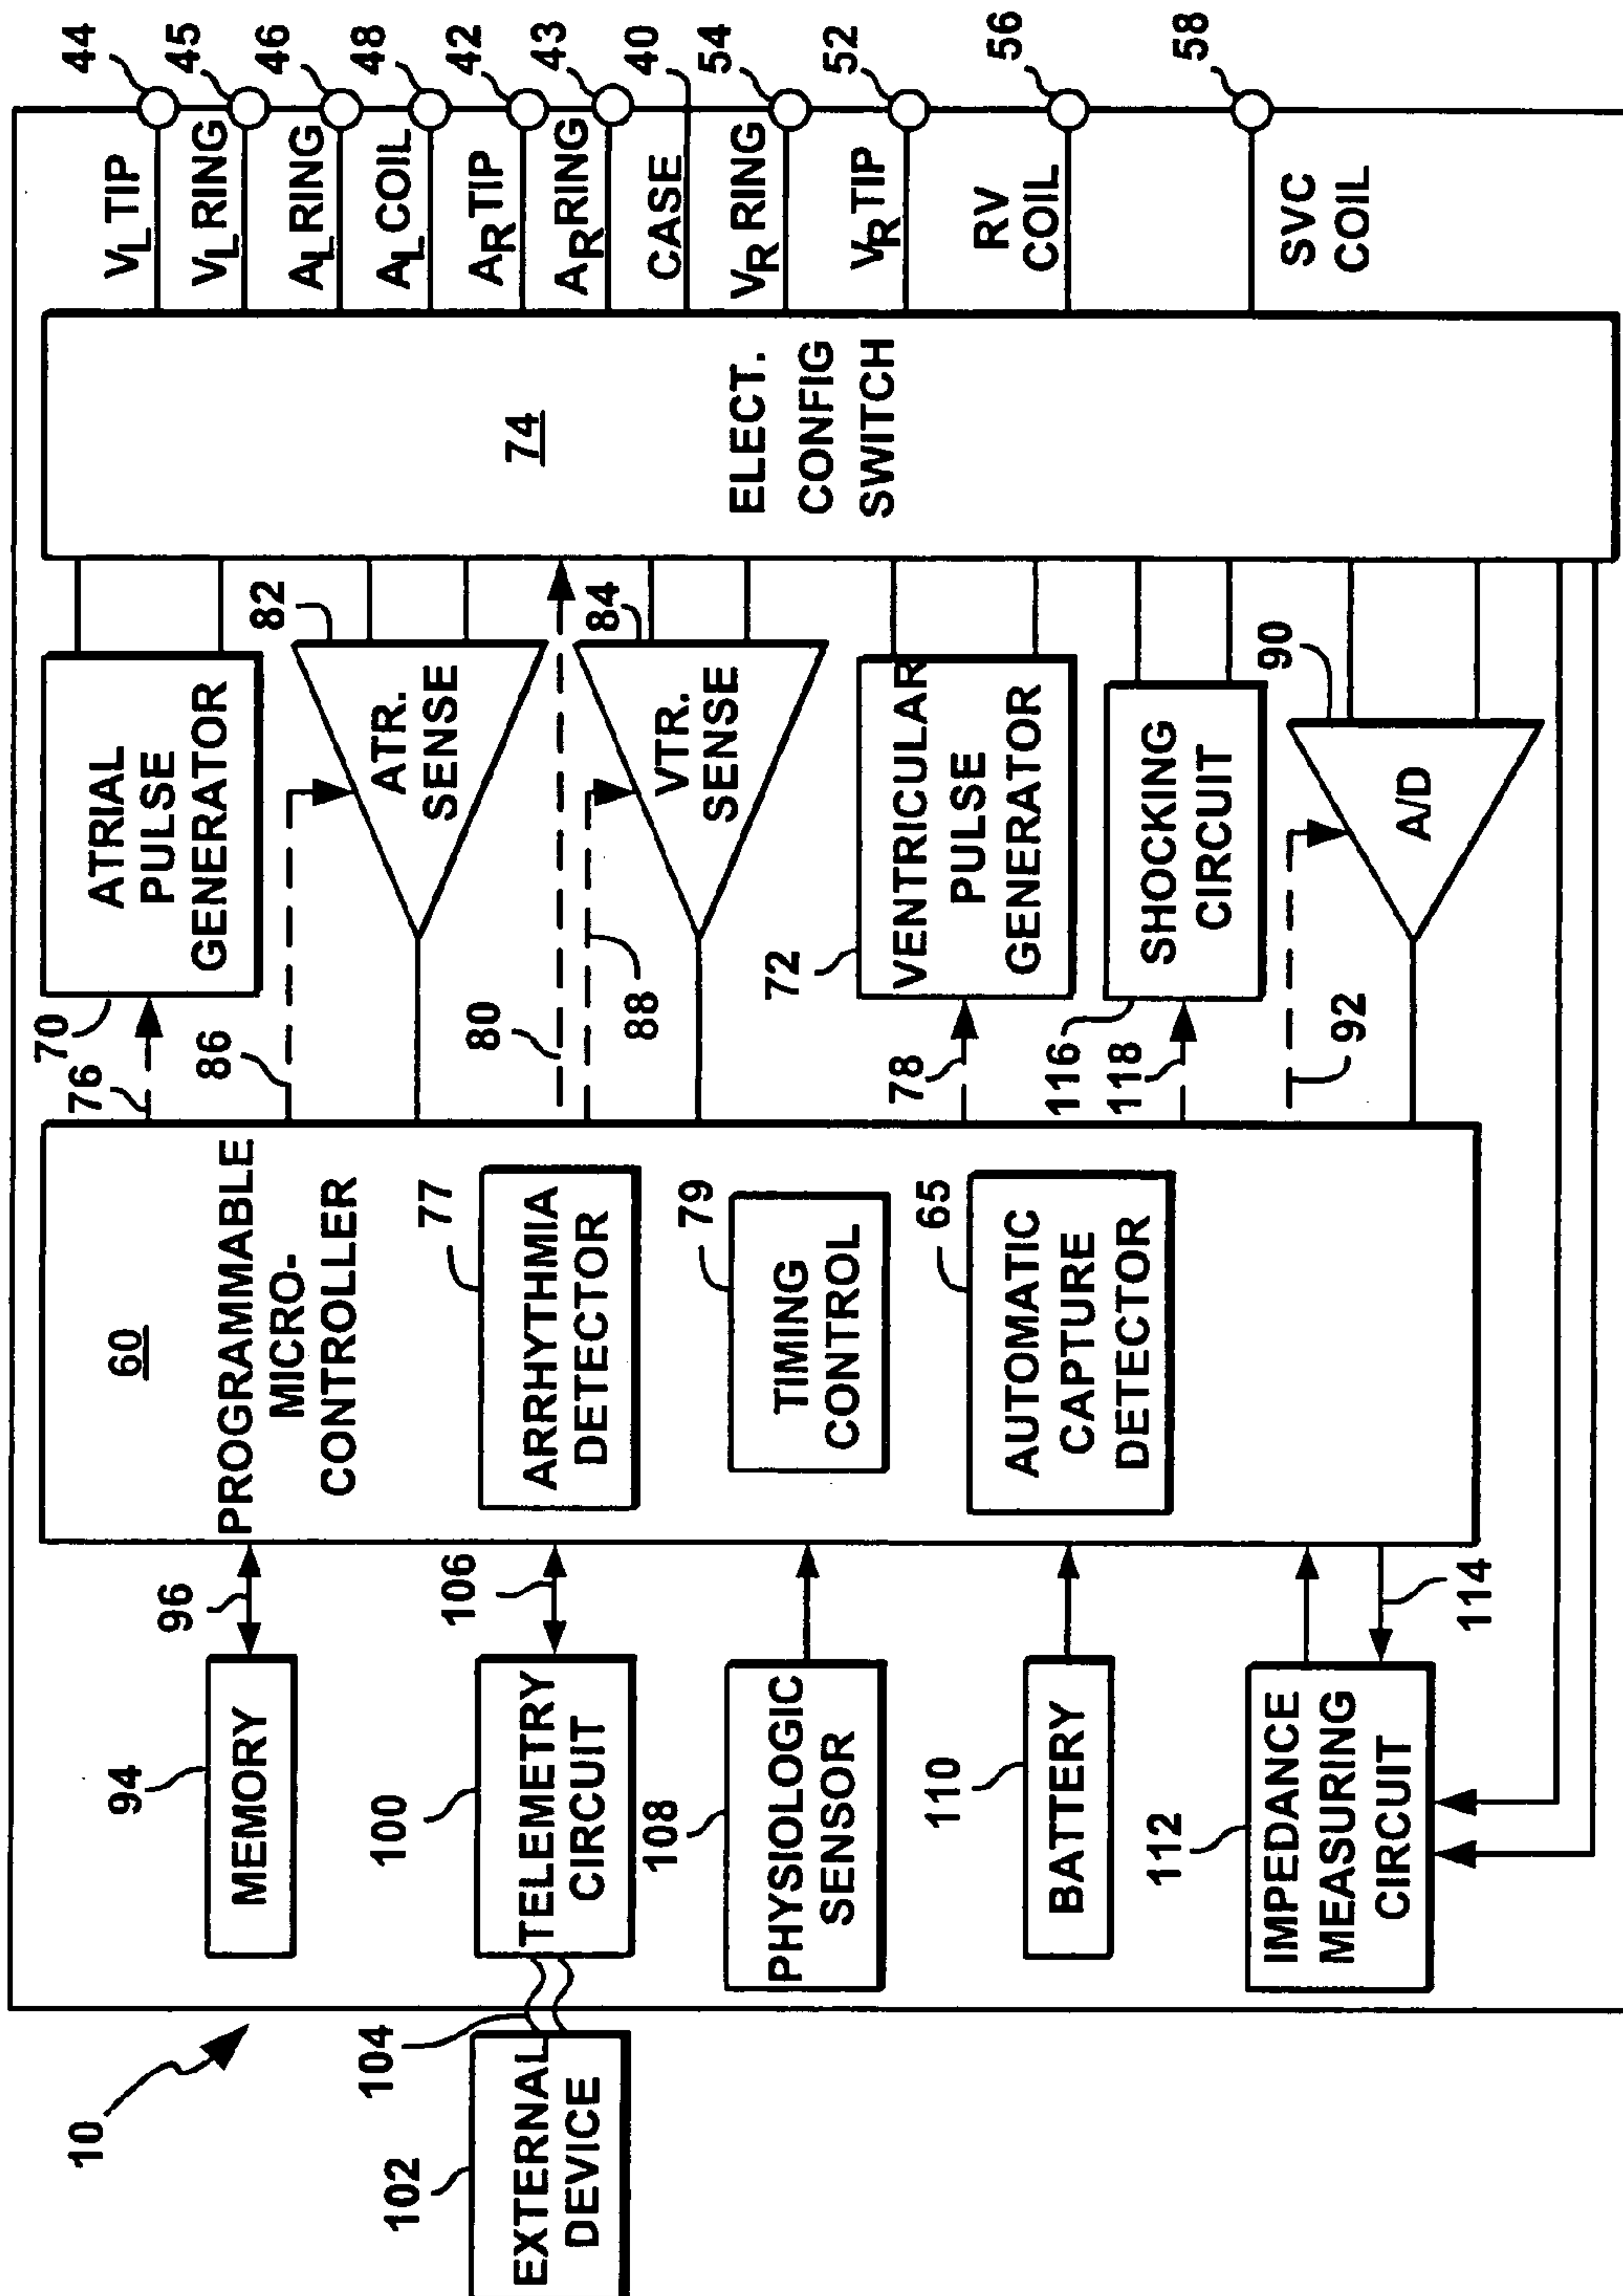 10
102
EXTERNAL
DEVICE
104
94
MEMORY
96
100
TELEMETRY
CIRCUIT
106
108
PHYSIOLOGIC
SENSOR
110
BATTERY
112
IMPEDANCE
MEASURING
CIRCUIT
114
60
PROGRAMMABLE
MICRO-
CONTROLLER
77
ARRHYTHMIA
DETECTOR
79
TIMING
CONTROL
65
AUTOMATIC
CAPTURE
DETECTOR
70
76
ATRIAL
PULSE
GENERATOR
86
82
ATR.
SENSE
80
88
84
VTR.
SENSE
72
78
VENTRICULAR
PULSE
GENERATOR
116
118
SHOCKING
CIRCUIT
92
90
A/D
74
ELECT.
CONFIG
SWITCH
VL TIP
44
VL RING
45
AL RING
46
AL COIL
48
AR TIP
42
AR RING
43
CASE
40
VR RING
54
VR TIP
52
RV
COIL
56
SVC
COIL
58